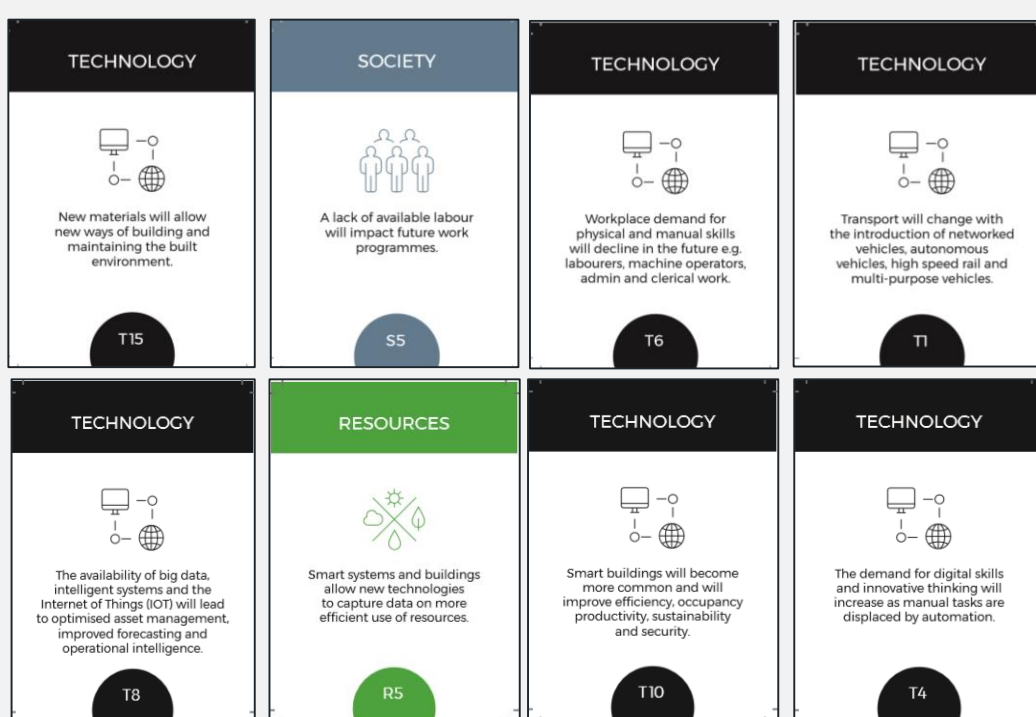 TECHNOLOGY
New materials will allow
new ways of building and
maintaining the built
environment.
T15
SOCIETY
A lack of available labour
will impact future work
programmes.
S5
TECHNOLOGY
Workplace demand for
physical and manual skills
will decline in the future e.g.
labourers, machine operators,
admin and clerical work.
T6
TECHNOLOGY
Transport will change with
the introduction of networked
vehicles, autonomous
vehicles, high speed rail and
multi-purpose vehicles.
T1
TECHNOLOGY
The availability of big data,
intelligent systems and the
Internet of Things (IOT) will lead
to optimised asset management,
improved forecasting and
operational intelligence.
T8
RESOURCES
Smart systems and buildings
allow new technologies
to capture data on more
efficient use of resources.
R5
TECHNOLOGY
Smart buildings will become
more common and will
improve efficiency, occupancy
productivity, sustainability
and security.
T10
TECHNOLOGY
The demand for digital skills
and innovative thinking will
increase as manual tasks are
displaced by automation.
T4